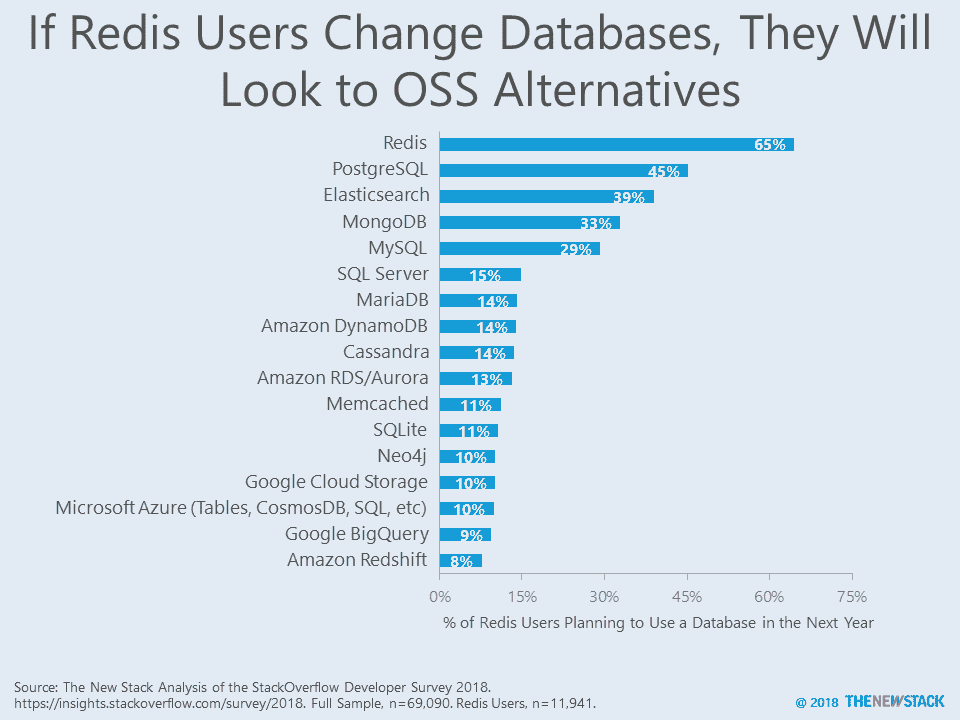 If Redis Users Change Databases, They Will
Look to OSS Alternatives
Redis 65%
PostgreSQL 45%
Elasticsearch 39%
MongoDB 33%
MySQL 29%
SQL Server 15%
MariaDB 14%
Amazon DynamoDB 14%
Cassandra 14%
Amazon RDS/Aurora 13%
Memcached 11%
SQLite 11%
Neo4j 10%
Google Cloud Storage 10%
Microsoft Azure (Tables, CosmosDB, SQL, etc) 10%
Google BigQuery 9%
Amazon Redshift 8%
0% 15% 30% 45% 60% 75%
% of Redis Users Planning to Use a Database in the Next Year
Source: The New Stack Analysis of the StackOverflow Developer Survey 2018.
https://insights.stackoverflow.com/survey/2018. Full Sample, n=69,090. Redis Users, n=11,941.
@ 2018 THENEWSTACK